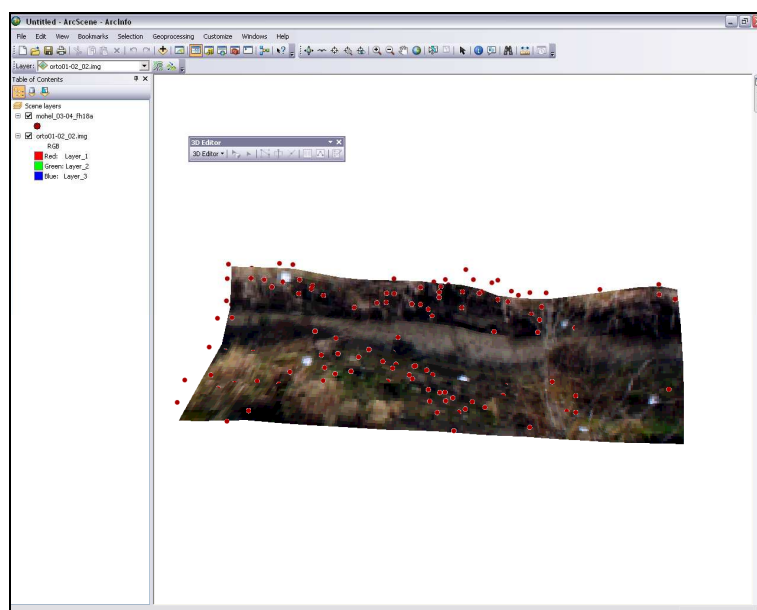 Untitled - ArcScene - ArcInfo
File Edit View Bookmarks Selection Geoprocessing Customize Windows Help
Layer: orto01-02_02.img
Table of Contents
Scene layers
mohel_03-04_fh18a
orto01-02_02.img
RGB
Red: Layer_1
Green: Layer_2
Blue: Layer_3
3D Editor
3D Editor